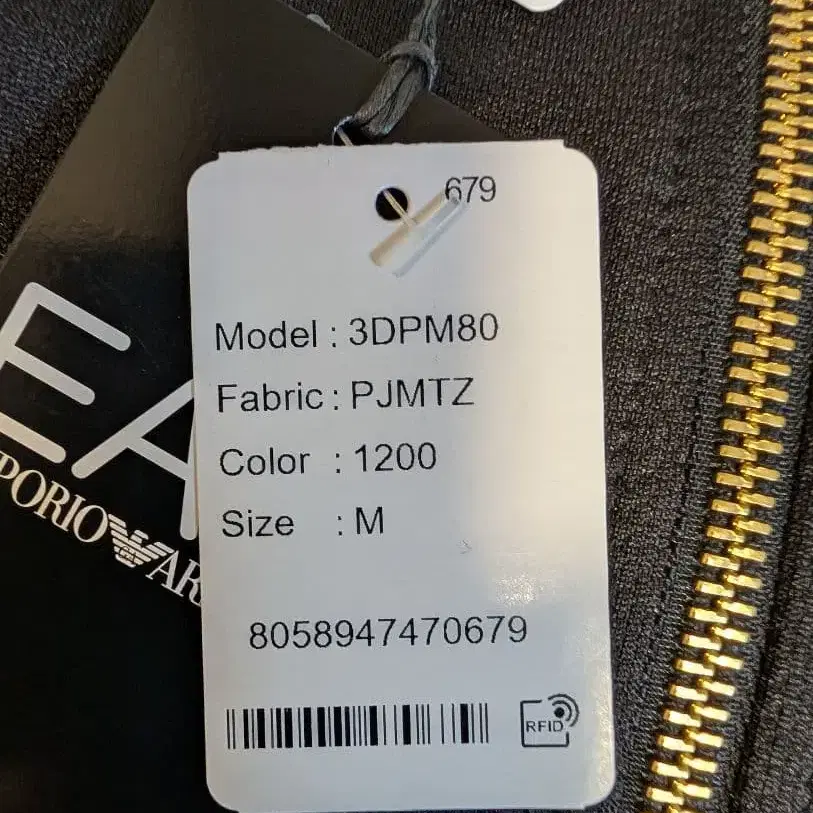 679
Model : 3DPM80
Fabric : PJMTZ
Color : 1200
Size : M
8058947470679
RFID
EA
PORIO AR